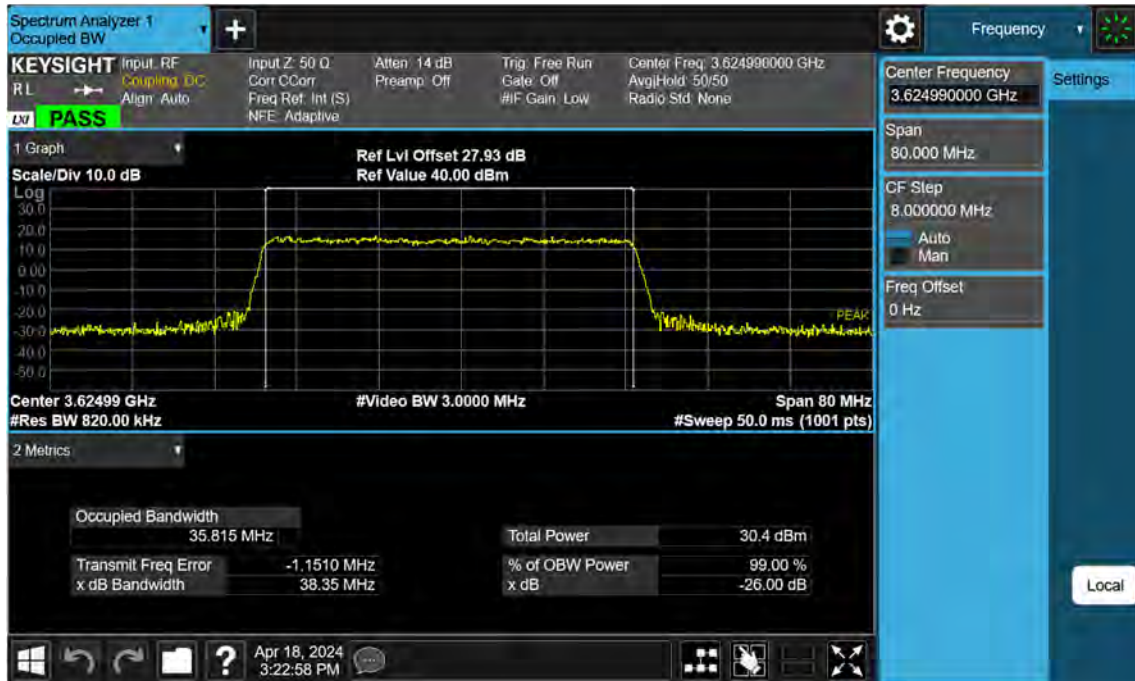 Spectrum Analyzer 1
Occupied BW
+
Frequency
KEYSIGHT
RL
LXI PASS
Input: RF
Coupling: DC
Align: Auto
Input Z: 50 Ω
Corr CCorr
Freq Ref: Int (S)
NFE: Adaptive
Atten: 14 dB
Preamp: Off
Trig: Free Run
Gate: Off
#IF Gain: Low
Center Freq: 3.624990000 GHz
Avg|Hold: 50/50
Radio Std: None
Center Frequency
3.624990000 GHz
Settings
Span
80.000 MHz
CF Step
8.000000 MHz
Auto
Man
Freq Offset
0 Hz
1 Graph
Scale/Div 10.0 dB
Ref Lvl Offset 27.93 dB
Ref Value 40.00 dBm
Log
30.0
20.0
10.0
0.00
-10.0
-20.0
-30.0
-40.0
-50.0
PEAK
Center 3.62499 GHz
#Video BW 3.0000 MHz
Span 80 MHz
#Res BW 820.00 kHz
#Sweep 50.0 ms (1001 pts)
2 Metrics
Occupied Bandwidth
35.815 MHz
Total Power 30.4 dBm
Transmit Freq Error -1.1510 MHz
% of OBW Power 99.00 %
x dB Bandwidth 38.35 MHz
x dB -26.00 dB
Local
?
Apr 18, 2024
3:22:58 PM